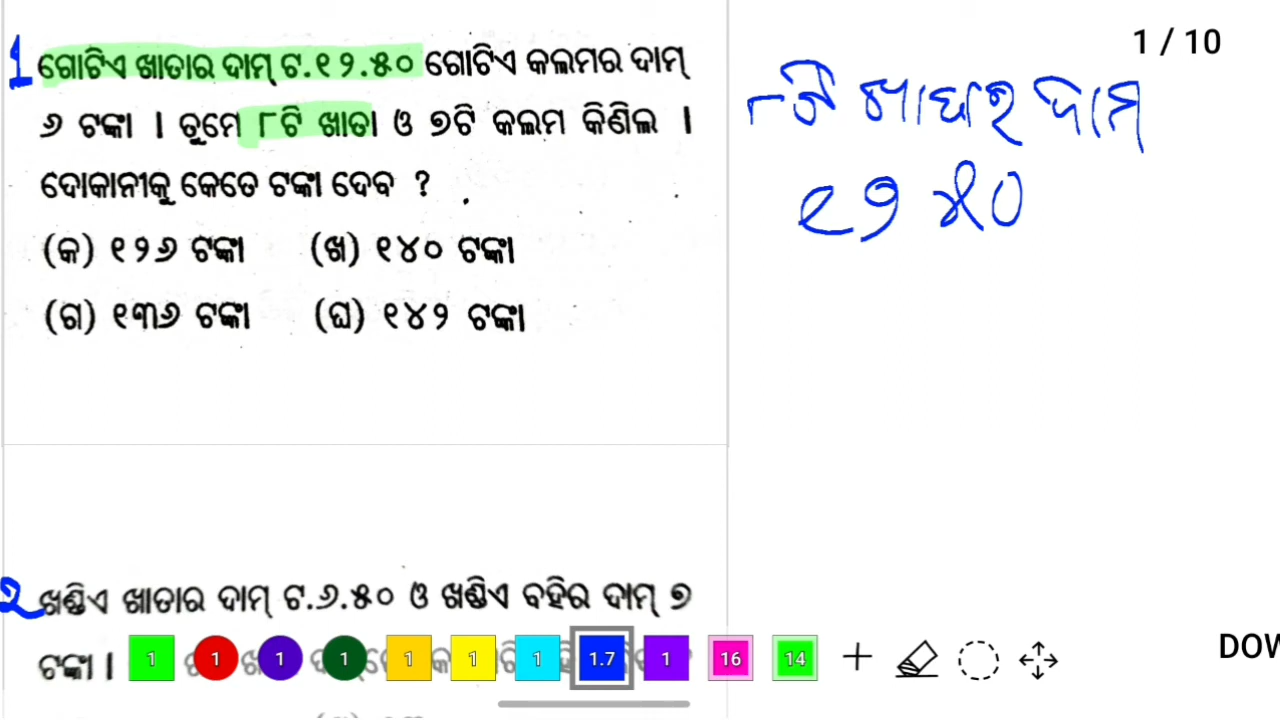 1 / 10
1 ଗୋଟିଏ ଖାତାର ଦାମ୍ ଟ.୧୨.୫୦ ଗୋଟିଏ କଲମର ଦାମ୍
୬ ଟଙ୍କା । ତୁମେ ୮ଟି ଖାତା ଓ ୭ଟି କଲମ କିଣିଲ ।
ଦୋକାନୀକୁ କେତେ ଟଙ୍କା ଦେବ ?
(କ) ୧୨୬ ଟଙ୍କା (ଖ) ୧୪୦ ଟଙ୍କା
(ଗ) ୧୩୬ ଟଙ୍କା (ଘ) ୧୪୨ ଟଙ୍କା
୮ଟି ଦାମ୍
୫୦
2 ଖଣ୍ଡିଏ ଖାତାର ଦାମ୍ ଟ.୬.୫୦ ଓ ଖଣ୍ଡିଏ ବହିର ଦାମ୍ ୭
ଟଙ୍କା ।
1 1 1 1 1 1 1 1.7 1 16 14
DOW